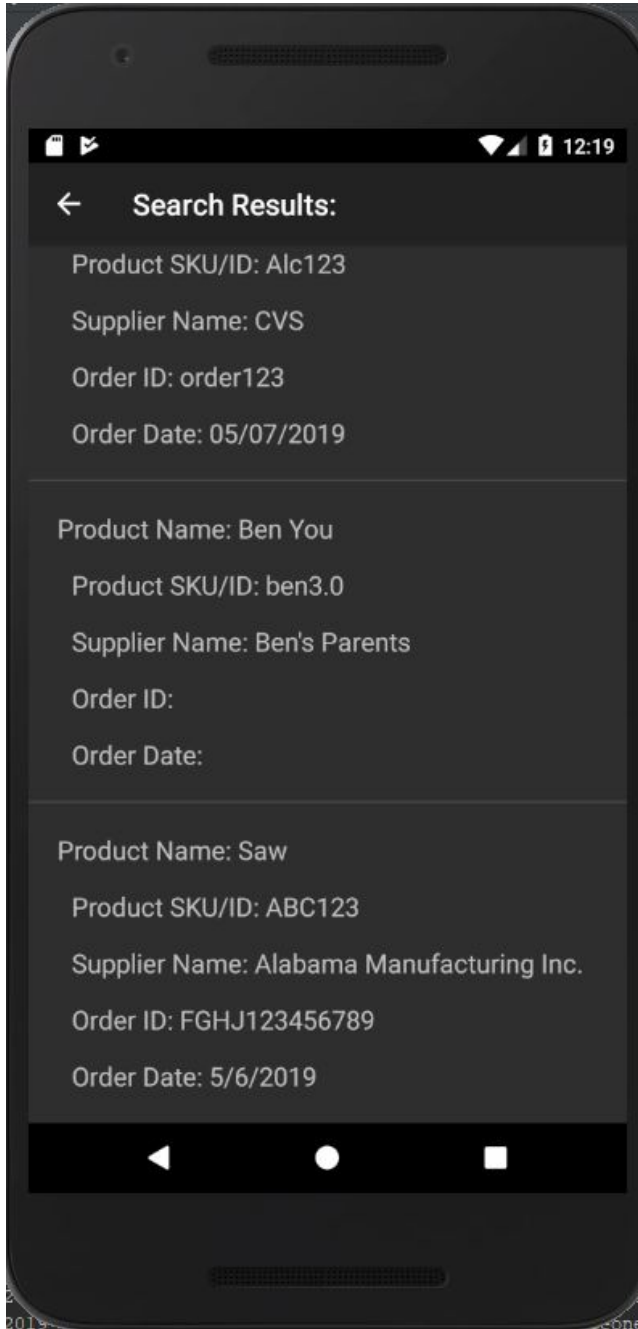 12:19
Search Results:
Product SKU/ID: Alc123
Supplier Name: CVS
Order ID: order123
Order Date: 05/07/2019
Product Name: Ben You
Product SKU/ID: ben3.0
Supplier Name: Ben's Parents
Order ID:
Order Date:
Product Name: Saw
Product SKU/ID: ABC123
Supplier Name: Alabama Manufacturing Inc.
Order ID: FGHJ123456789
Order Date: 5/6/2019